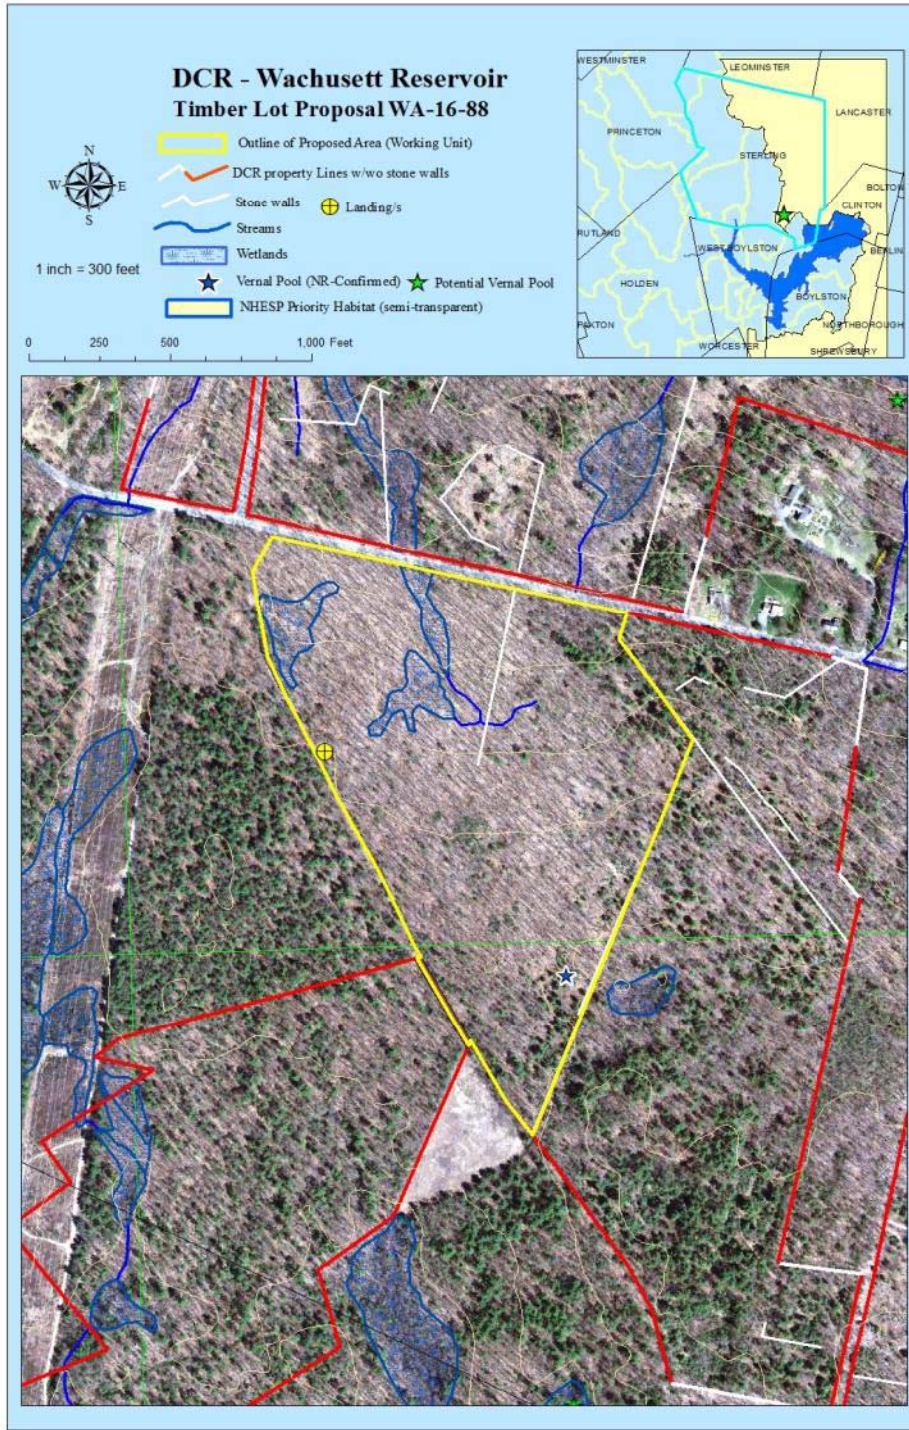 DCR - Wachusett Reservoir
Timber Lot Proposal WA-16-88
Outline of Proposed Area (Working Unit)
DCR property Lines w/wo stone walls
Stone walls
Landing/s
Streams
Wetlands
Vernal Pool (NR-Confirmed)
Potential Vernal Pool
NHESP Priority Habitat (semi-transparent)
N
W
E
S
1 inch = 300 feet
0 250 500 1,000 Feet
WESTMINSTER
LEOMINSTER
LANCASTER
PRINCETON
STERLING
BOLTON
CLINTON
RUTLAND
WEST BOYLSTON
BERLIN
HOLDEN
BOYLSTON
PAXTON
NORTHBOROUGH
WORCESTER
SHREWSBURY